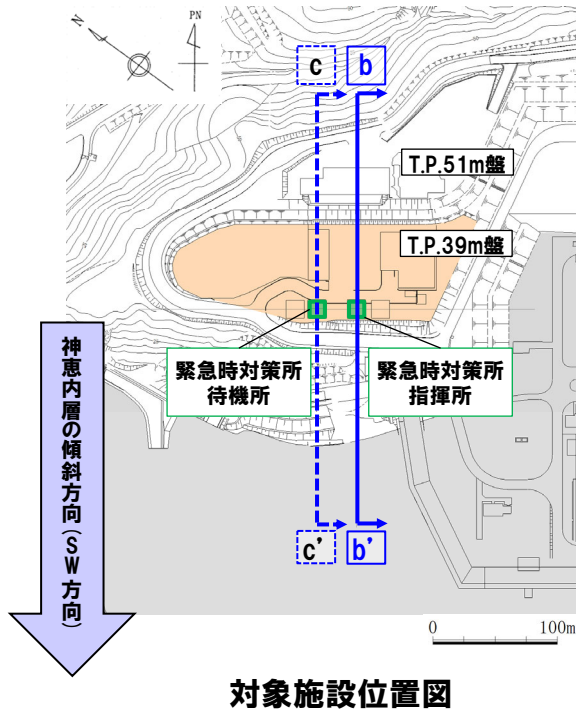 N
PN
c
b
T.P.51m盤
T.P.39m盤
緊急時対策所
待機所
緊急時対策所
指揮所
神恵内層の傾斜方向(SW方向)
c’
b’
0
100m
対象施設位置図